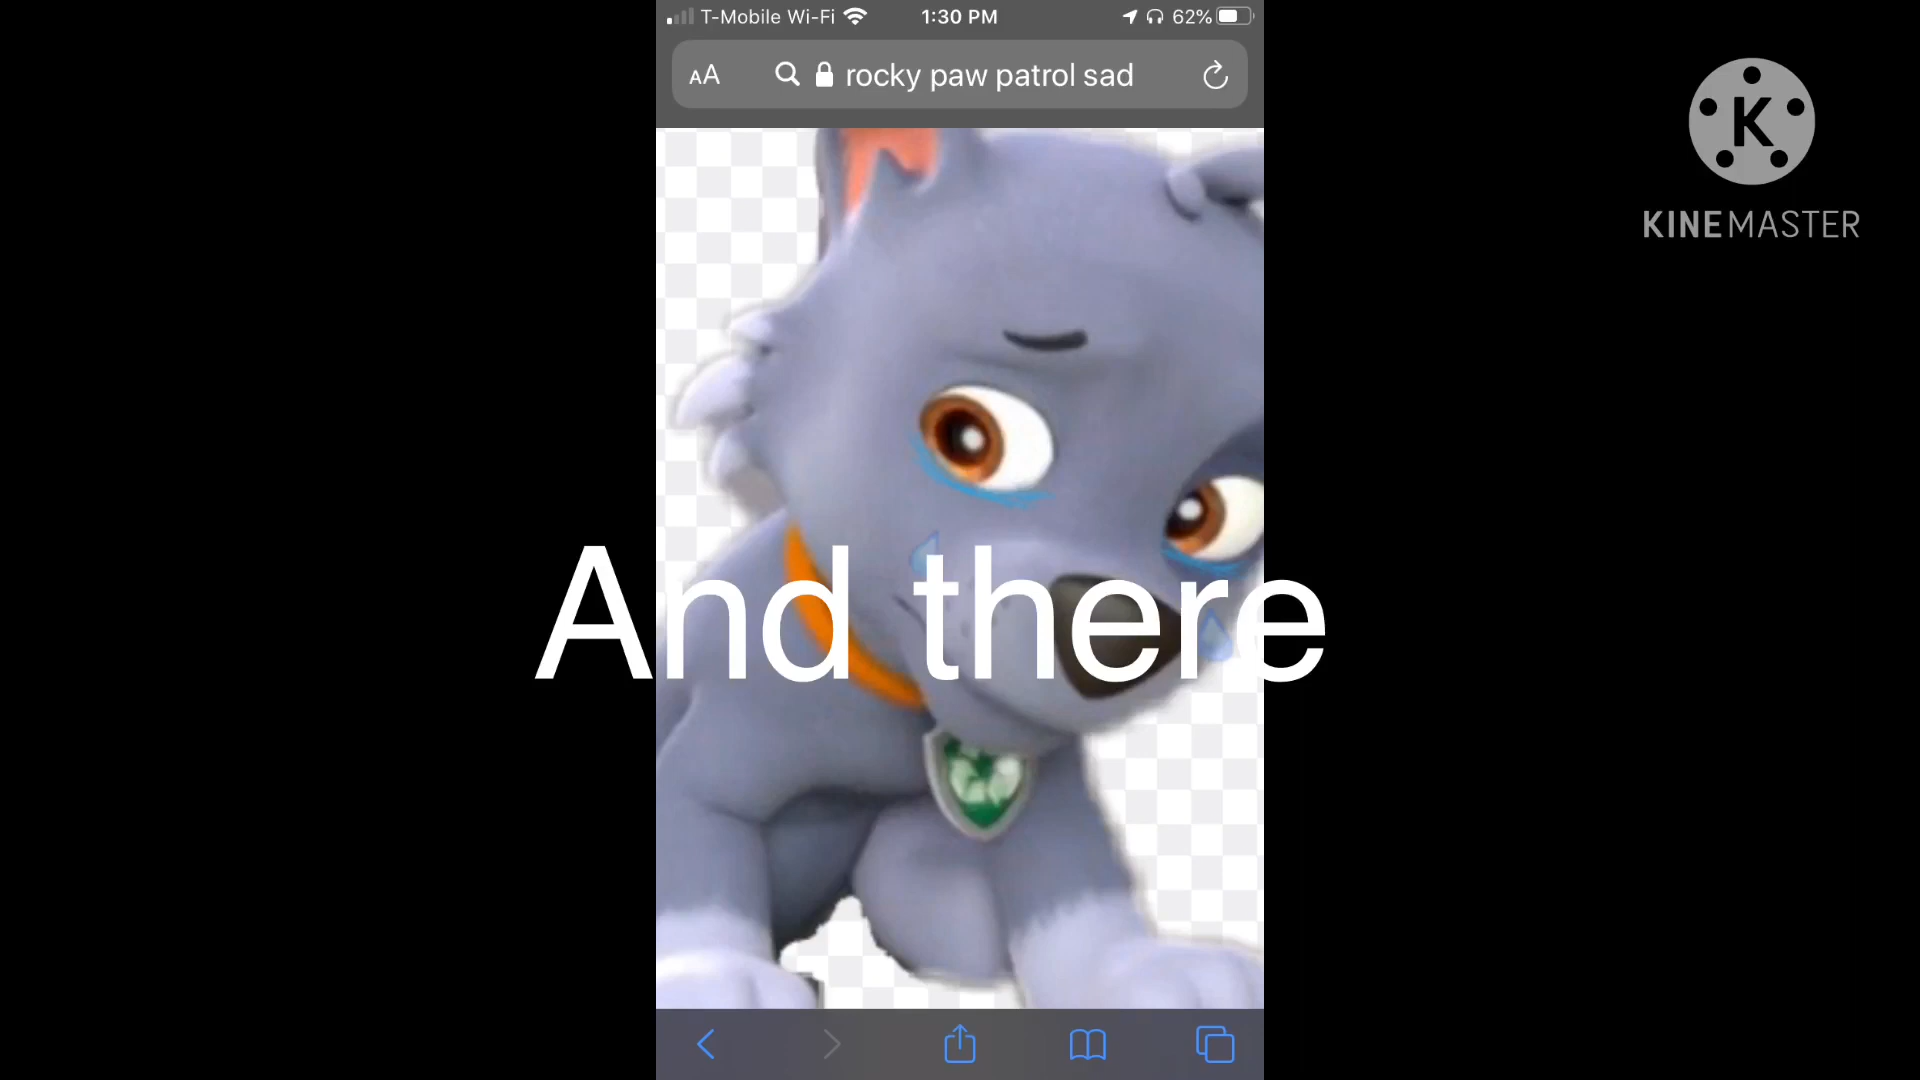 T-Mobile Wi-Fi 1:30 PM 62%
AA rocky paw patrol sad
K
KINEMASTER
And there